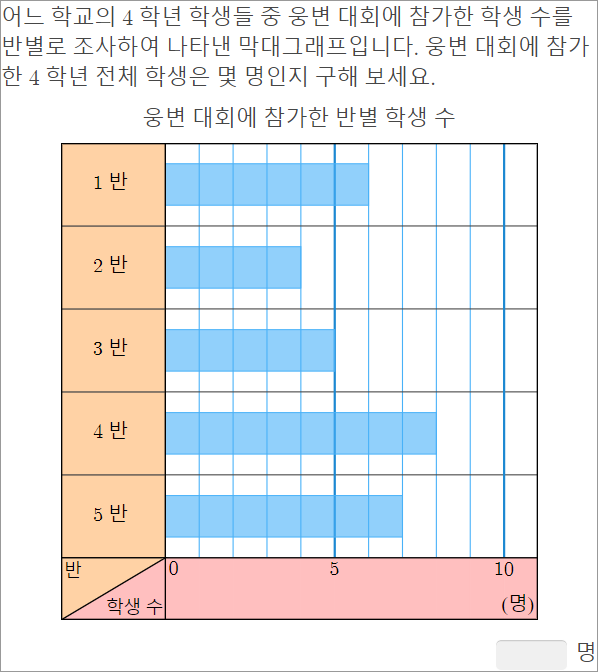 어느 학교의 4 학년 학생들 중 웅변 대회에 참가한 학생 수를
반별로 조사하여 나타낸 막대그래프입니다. 웅변 대회에 참가
한 4 학년 전체 학생은 몇 명인지 구해 보세요.
웅변 대회에 참가한 반별 학생 수
1 반
2 반
3 반
4 반
5 반
반 0 5 10
학생 수 (명)
명